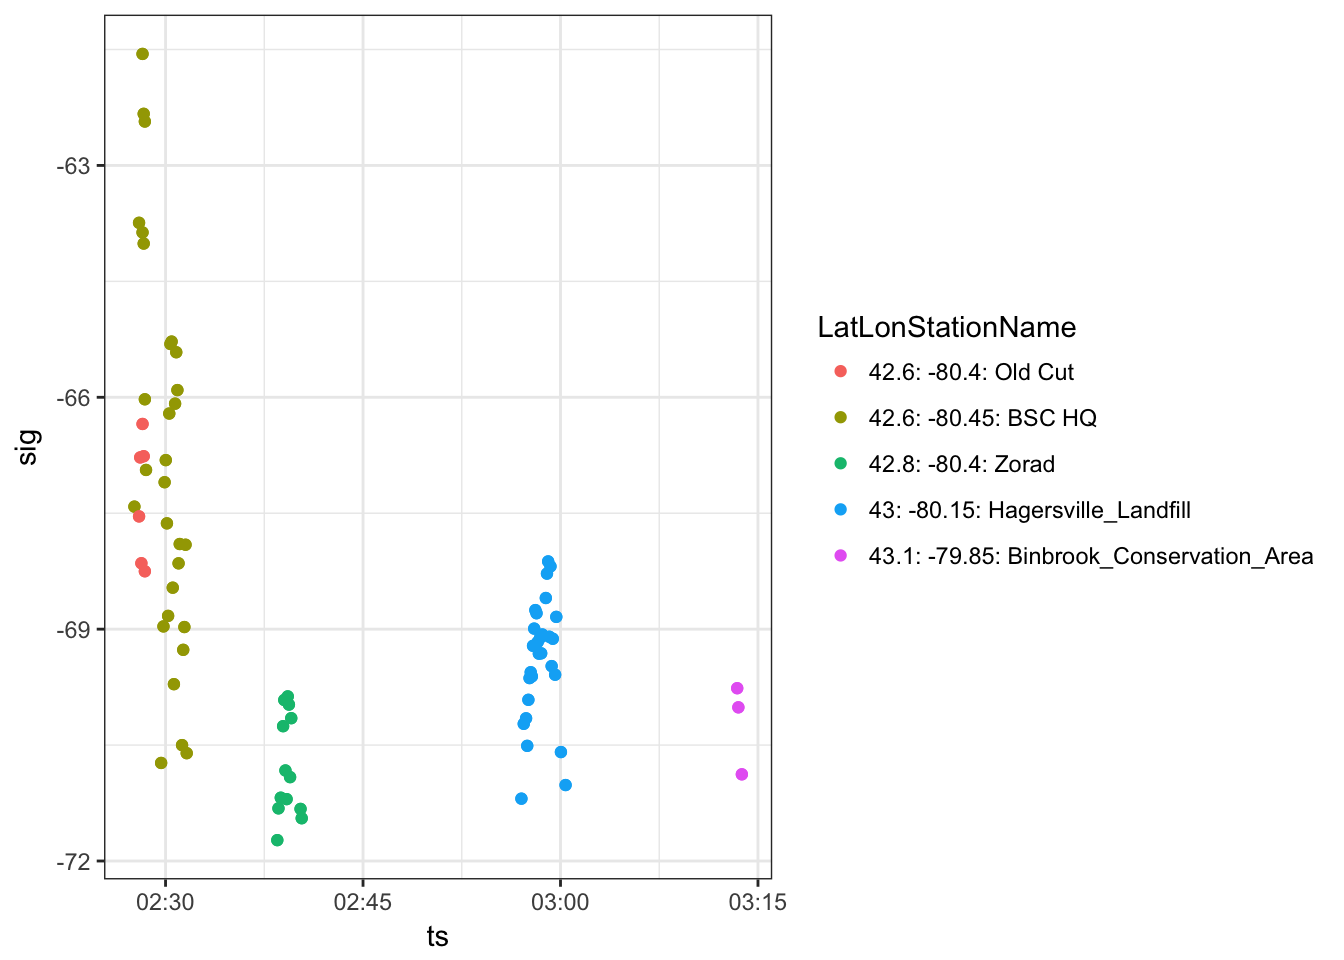 sig
-63
-66
-69
-72
02:30
02:45
03:00
03:15
ts
LatLonStationName
42.6: -80.4: Old Cut
42.6: -80.45: BSC HQ
42.8: -80.4: Zorad
43: -80.15: Hagersville_Landfill
43.1: -79.85: Binbrook_Conservation_Area